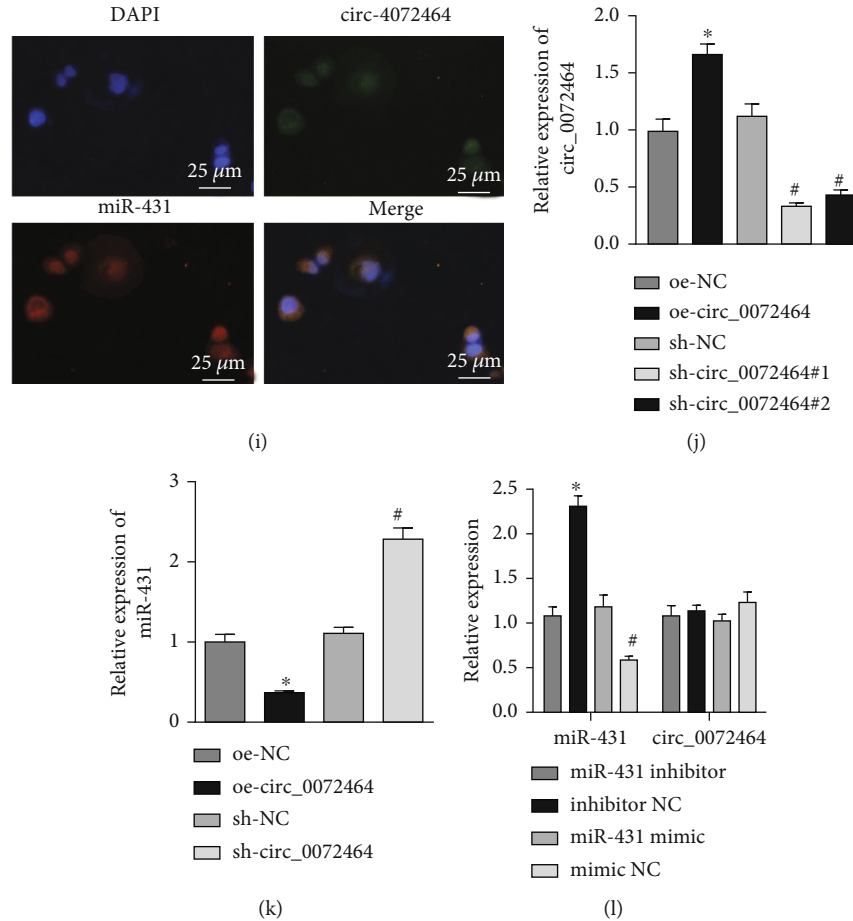 DAPI
circ-4072464
25 μm
25 μm
miR-431
Merge
25 μm
25 μm
(i)
Relative expression of
circ_0072464
2.0
1.5
1.0
0.5
0.0
*
#
#
oe-NC
oe-circ_0072464
sh-NC
sh-circ_0072464#1
sh-circ_0072464#2
(j)
Relative expression of
miR-431
3
2
1
0
*
#
oe-NC
oe-circ_0072464
sh-NC
sh-circ_0072464
(k)
Relative expression
2.5
2.0
1.5
1.0
0.5
0.0
*
#
miR-431
circ_0072464
miR-431 inhibitor
inhibitor NC
miR-431 mimic
mimic NC
(l)